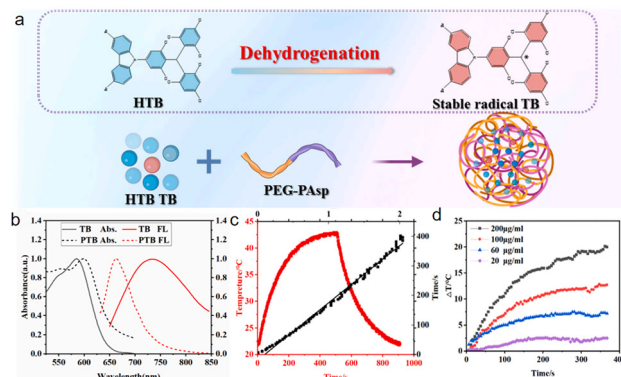 a
Dehydrogenation
HTB
Stable radical TB
HTB TB
PEG-PAsp
b
TB Abs.
TB FL
PTB Abs.
PTB FL
Absorbance(a.u.)
1.4
1.2
1.0
0.8
0.6
0.4
0.2
0.0
1.0
0.8
0.6
0.4
0.2
0.0
550 600 650 700 750 800 850
Wavelength(nm)
c
0 1 2
Tempreture/°C
45
40
35
30
25
20
400
300
200
100
0
Time/s
0 200 400 600 800 1000
Time/s
d
200μg/ml
100μg/ml
60 μg/ml
20 μg/ml
ΔT/°C
25
20
15
10
5
0
0 100 200 300 400
Time/s